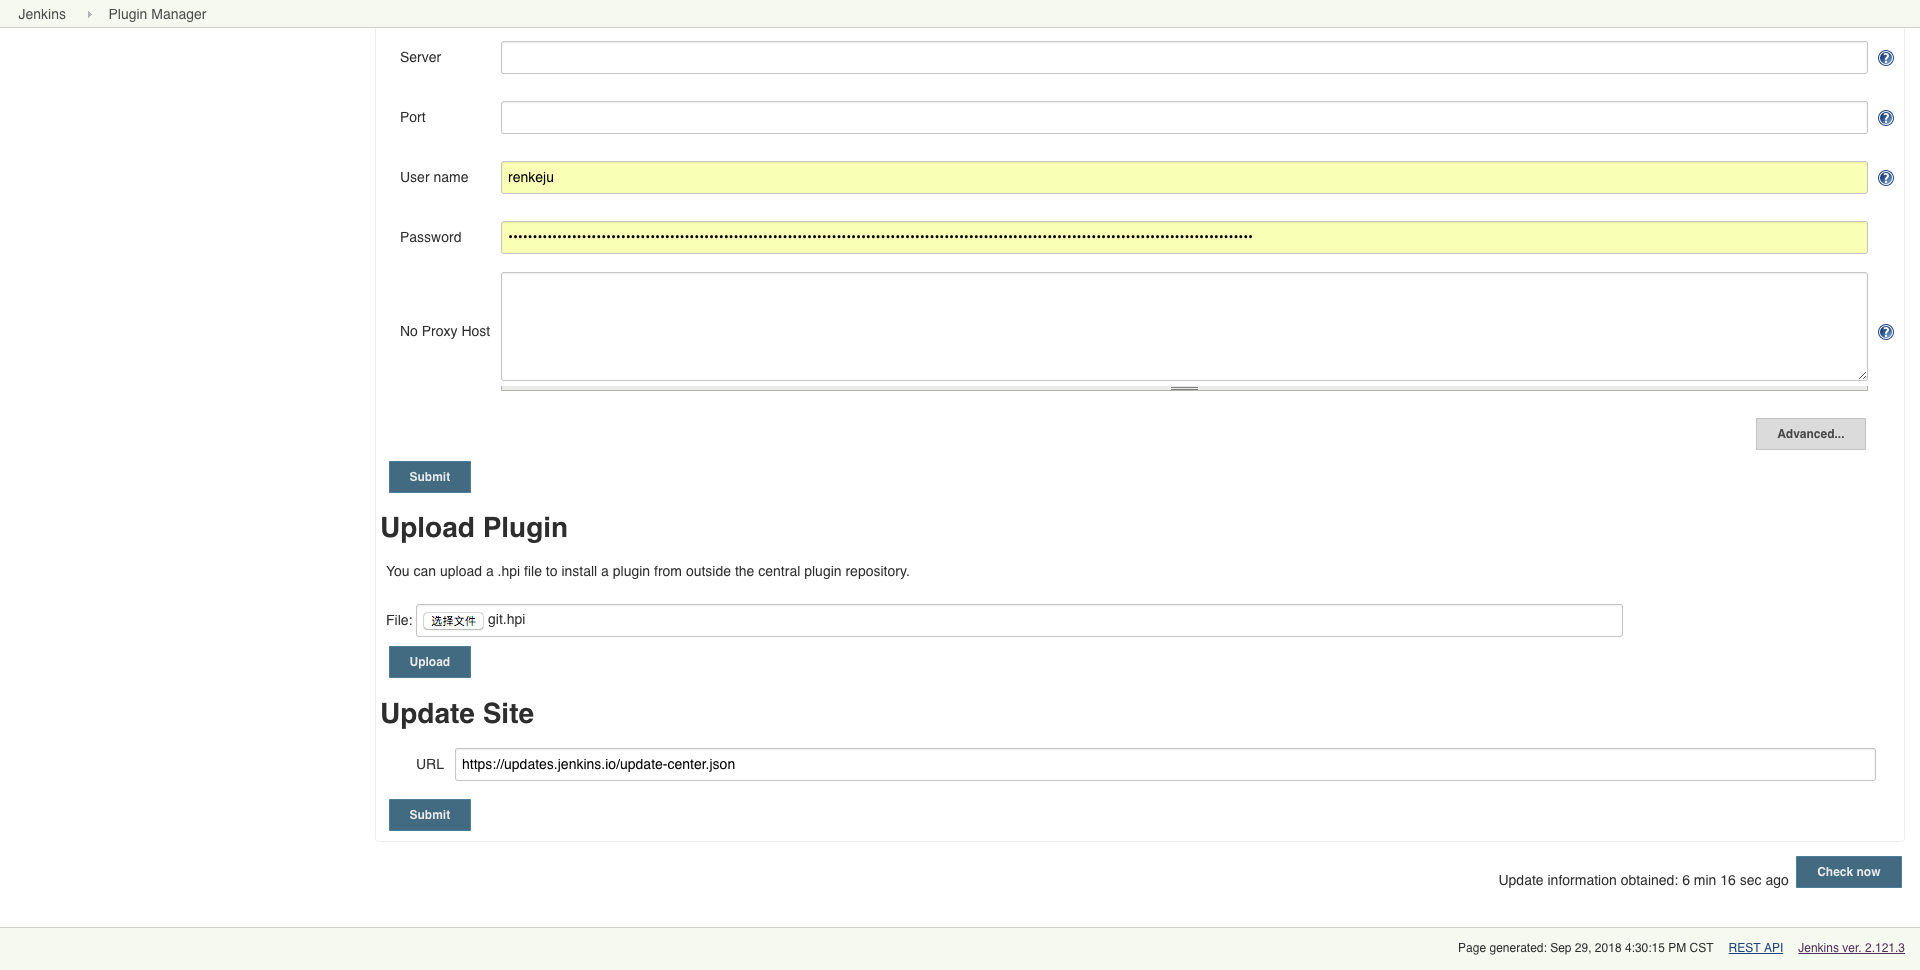 Jenkins Plugin Manager
Server
Port
User name renkeju
Password ••••••••••••••••••••••••••••••••••••••••••••••••••••••••••••••••••••••••••••••••••••••••••••••••••••••••••••••••••••••••••••••••••••••••••••••••••••••
No Proxy Host
Advanced...
Submit
Upload Plugin
You can upload a .hpi file to install a plugin from outside the central plugin repository.
File: 选择文件 git.hpi
Upload
Update Site
URL https://updates.jenkins.io/update-center.json
Submit
Update information obtained: 6 min 16 sec ago Check now
Page generated: Sep 29, 2018 4:30:15 PM CST REST API Jenkins ver. 2.121.3